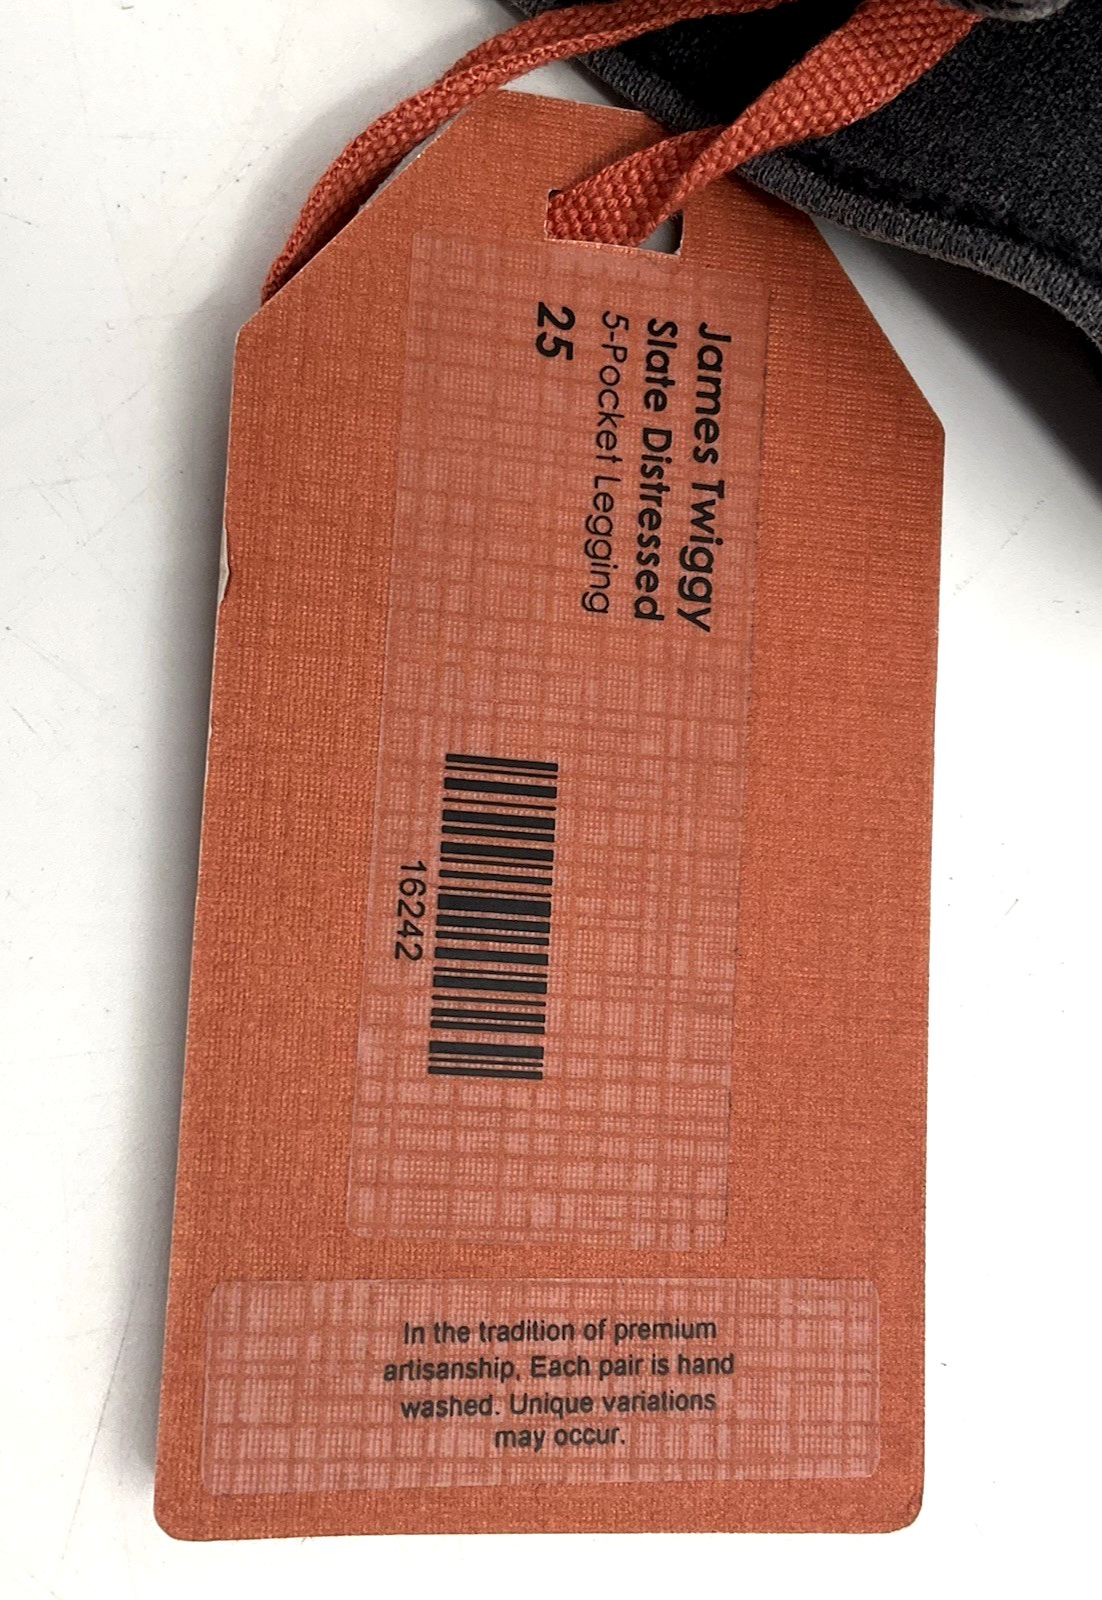 James Twiggy
Slate Distressed
5-Pocket Legging
25
16242
In the tradition of premium
artisanship, Each pair is hand
washed. Unique variations
may occur.